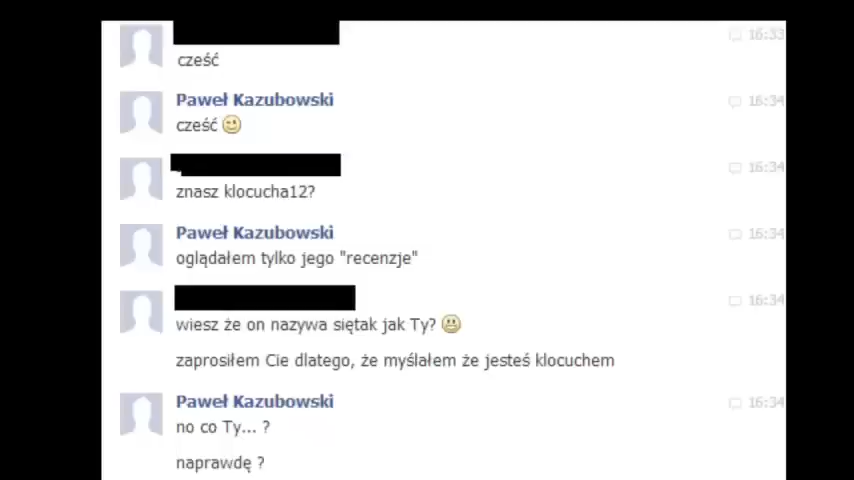 16:33
cześć
Paweł Kazubowski 16:34
cześć
16:34
znasz klocucha12?
Paweł Kazubowski 16:34
oglądałem tylko jego "recenzje"
16:34
wiesz że on nazywa siętak jak Ty?
zaprosiłem Cie dlatego, że myślałem że jesteś klocuchem
Paweł Kazubowski 16:34
no co Ty... ?
naprawdę ?